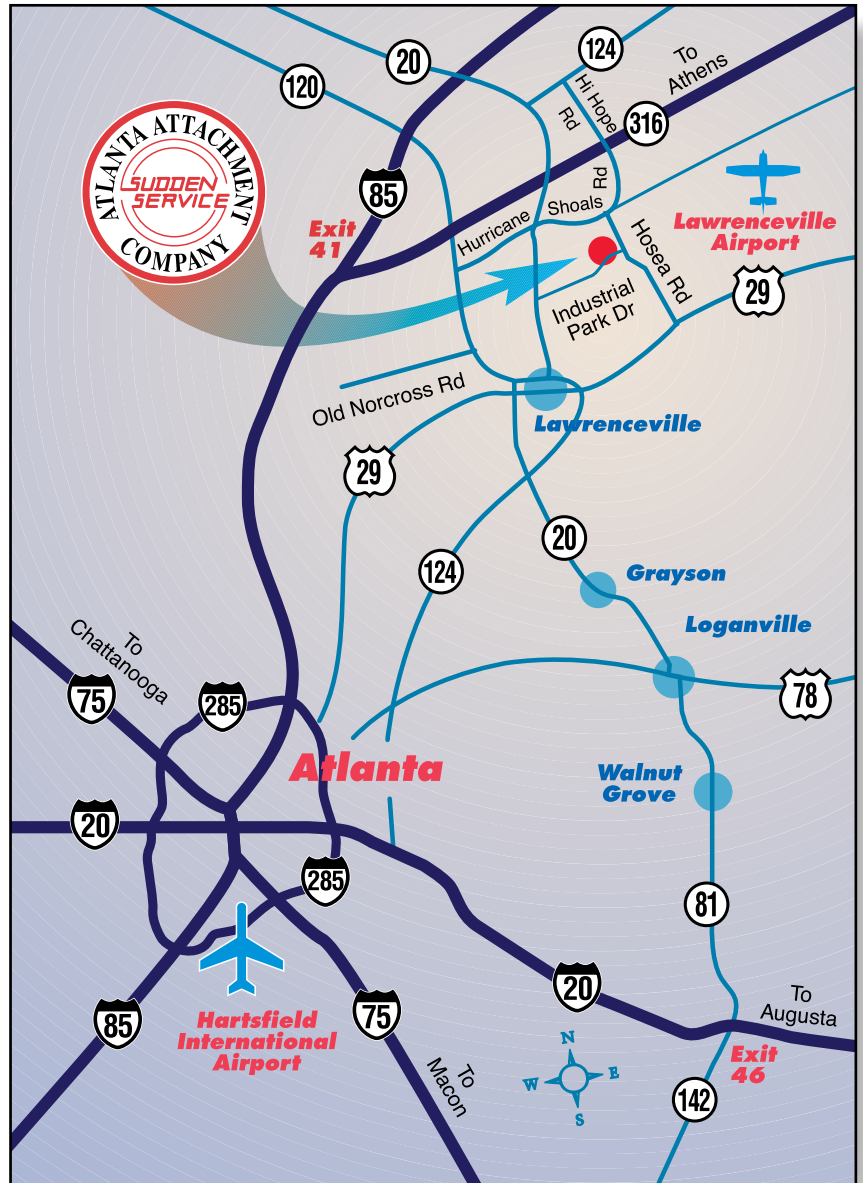 20
124
To
Athens
120
Hi Hope
Rd
316
ATLANTA ATTACHMENT
SUDDEN
SERVICE
COMPANY
85
Rd
Shoals
Hurricane
Exit
41
Lawrenceville
Airport
Hosea Rd
29
Industrial
Park Dr
Old Norcross Rd
Lawrenceville
29
20
124
Grayson
Loganville
To
Chattanooga
75
285
78
Atlanta
Walnut
Grove
20
285
81
20
85
Hartsfield
International
Airport
75
To
Macon
To
Augusta
N
W
E
S
Exit
46
142